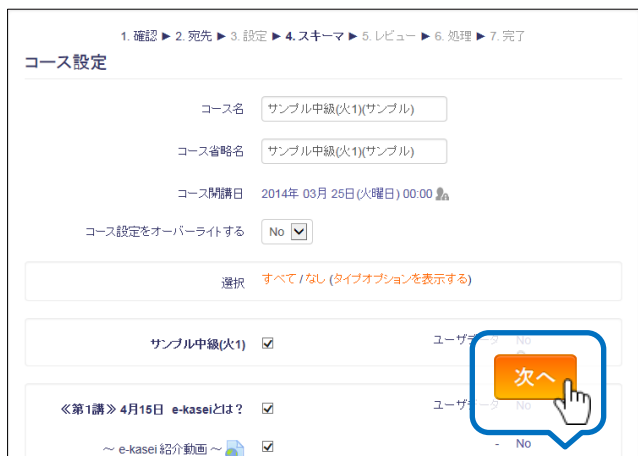 1. 確認 ► 2. 宛先 ► 3. 設定 ► 4. スキーマ ► 5. レビュー ► 6. 処理 ► 7. 完了
コース設定
コース名 サンプル中級(火1)(サンプル)
コース省略名 サンプル中級(火1)(サンプル)
コース開講日 2014年 03月 25日(火曜日) 00:00
コース設定をオーバーライトする No
選択 すべて / なし (タイプオプションを表示する)
サンプル中級(火1) ユーザデータ No
次へ
≪第1講≫ 4月15日 e-kaseiとは？ ユーザデータ No
～ e-kasei 紹介動画 ～ - No